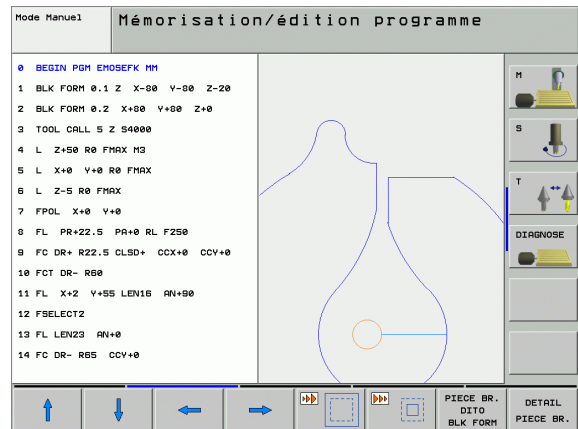 Mode Manuel
Mémorisation/édition programme
0 BEGIN PGM EMOSEFK MM
1 BLK FORM 0.1 Z X-80 Y-80 Z-20
2 BLK FORM 0.2 X+80 Y+80 Z+0
3 TOOL CALL 5 Z S4000
4 L Z+50 R0 FMAX M3
5 L X+0 Y+0 R0 FMAX
6 L Z-5 R0 FMAX
7 FPOL X+0 Y+0
8 FL PR+22.5 PA+0 RL F250
9 FC DR+ R22.5 CLSD+ CCX+0 CCY+0
10 FCT DR- R60
11 FL X+2 Y+55 LEN16 AN+90
12 FSELECT2
13 FL LEN23 AN+0
14 FC DR- R65 CCY+0
M
S
T
DIAGNOSE
PIECE BR.
DITO
BLK FORM
DETAIL
PIECE BR.